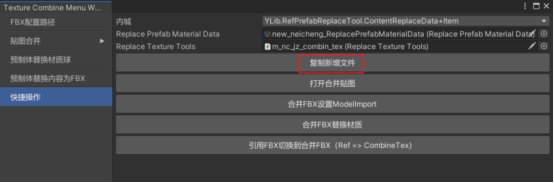 Texture Combine Menu W...
FBX配置路径
贴图合并
预制体替换材质球
预制体替换内容为FBX
快捷操作
内城 YLib.RefPrefabReplaceTool.ContentReplaceData+Item
Replace Prefab Material Data new_neicheng_ReplacePrefabMaterialData (Replace Prefab Material Data)
Replace Texture Tools m_nc_jz_combin_tex (Replace Texture Tools)
复制新增文件
打开合并贴图
合并FBX设置ModelImport
合并FBX替换材质
引用FBX切换到合并FBX（Ref => CombineTex）